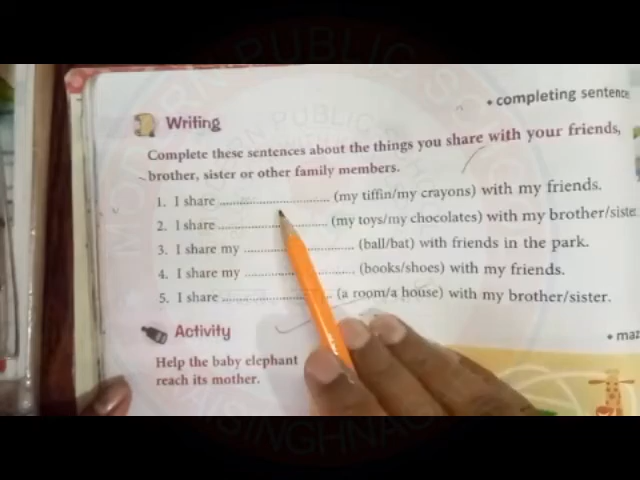 • completing sentence
Writing
Complete these sentences about the things you share with your friends,
brother, sister or other family members.
1. I share .............................. (my tiffin/my crayons) with my friends.
2. I share .............................. (my toys/my chocolates) with my brother/siste
3. I share my .............................. (ball/bat) with friends in the park.
4. I share my .............................. (books/shoes) with my friends.
5. I share .............................. (a room/a house) with my brother/sister.
Activity
• maz
Help the baby elephant
reach its mother.